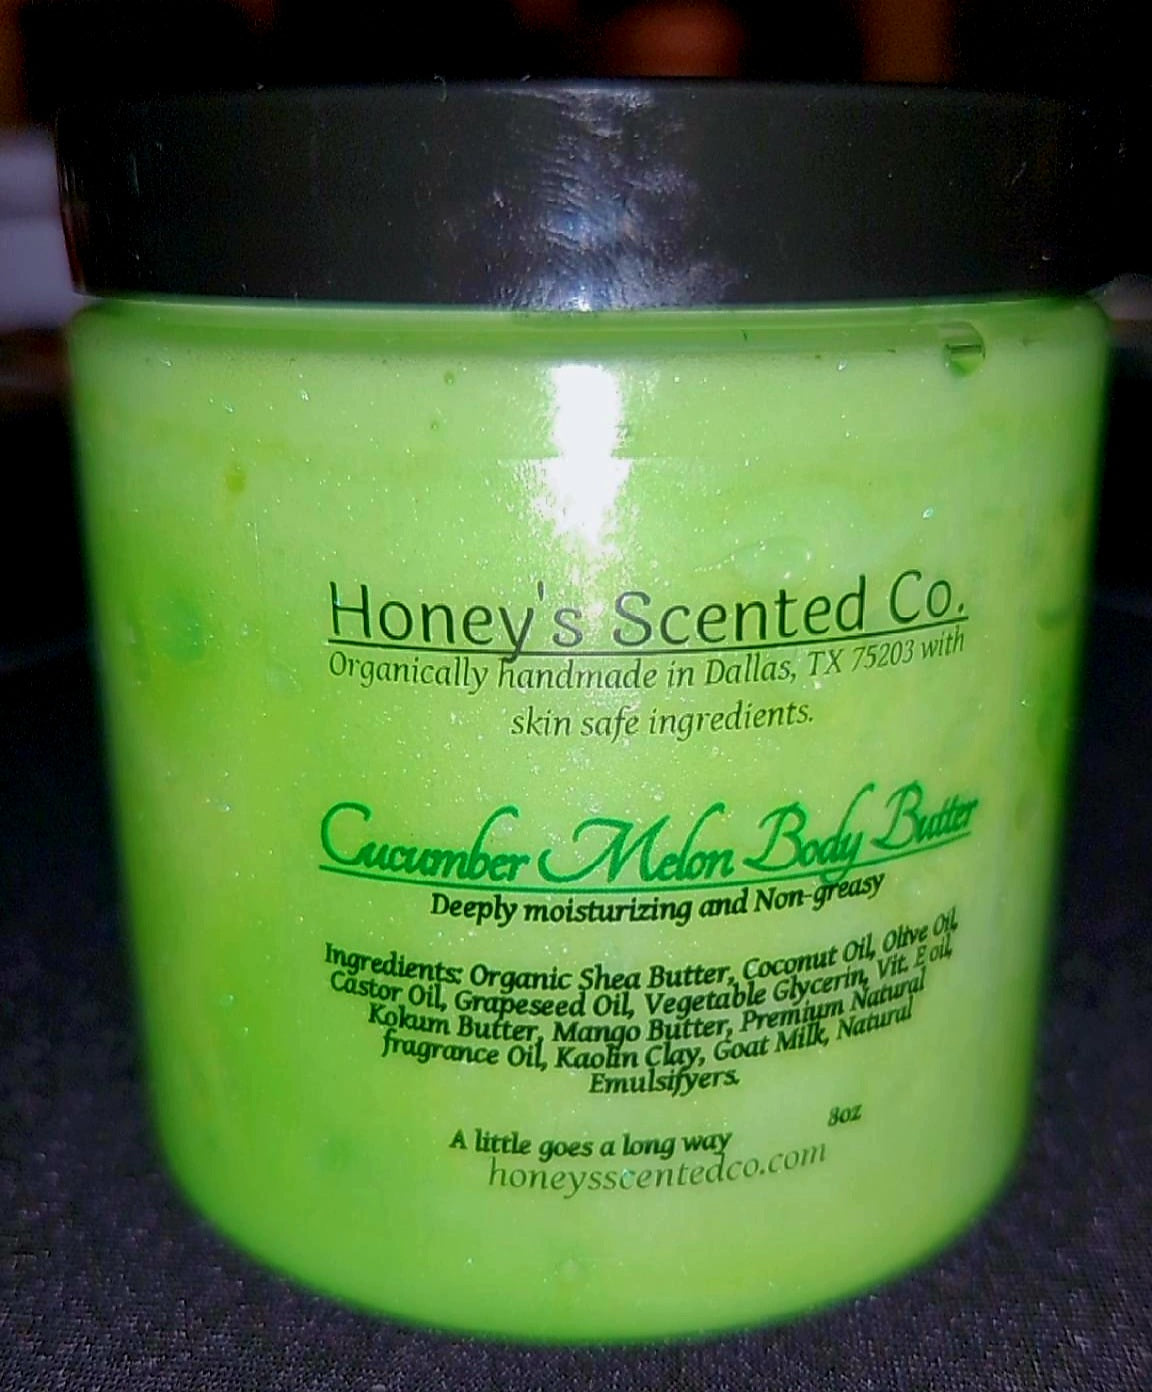 Honey's Scented Co.
Organically handmade in Dallas, TX 75203 with
skin safe ingredients.
Cucumber Melon Body Butter
Deeply moisturizing and Non-greasy
Ingredients: Organic Shea Butter, Coconut Oil, Olive Oil,
Castor Oil, Grapeseed Oil, Vegetable Glycerin, Vit. E oil,
Kokum Butter, Mango Butter, Premium Natural
fragrance Oil, Kaolin Clay, Goat Milk, Natural
Emulsifyers.
8oz
A little goes a long way
honeysscentedco.com